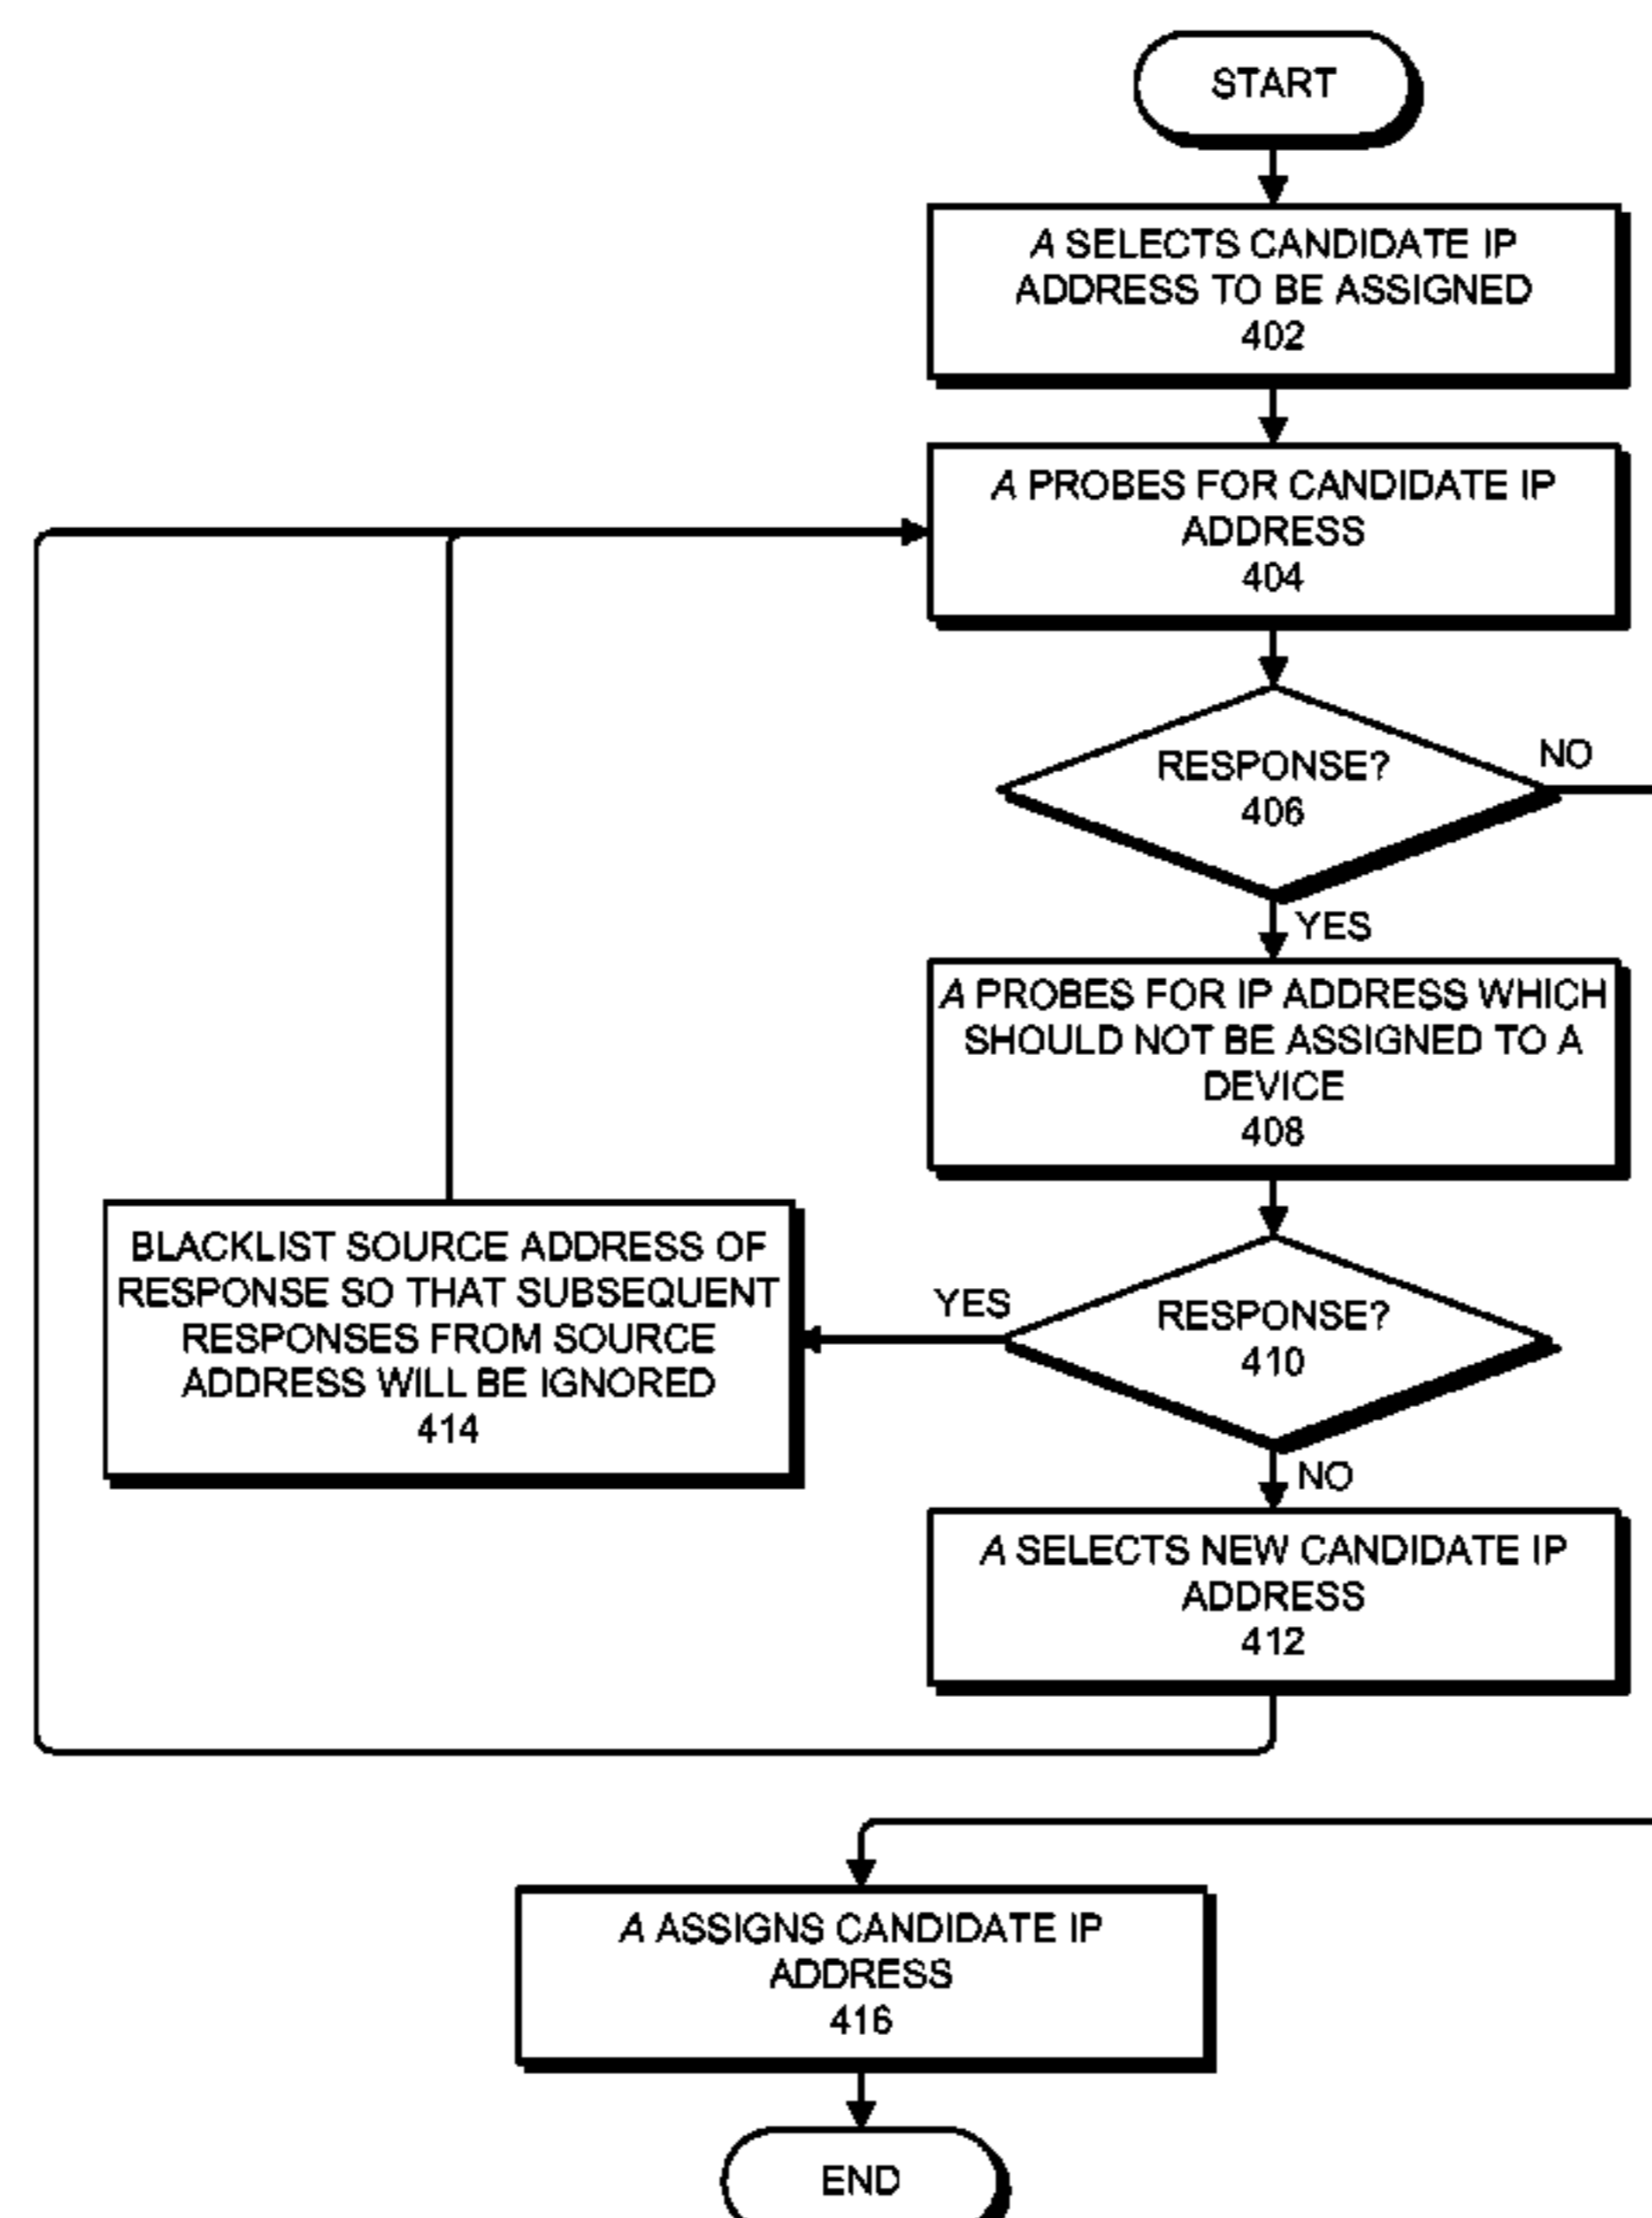 START
A SELECTS CANDIDATE IP
ADDRESS TO BE ASSIGNED
402
A PROBES FOR CANDIDATE IP
ADDRESS
404
RESPONSE?
406
NO
YES
A PROBES FOR IP ADDRESS WHICH
SHOULD NOT BE ASSIGNED TO A
DEVICE
408
RESPONSE?
410
YES
BLACKLIST SOURCE ADDRESS OF
RESPONSE SO THAT SUBSEQUENT
RESPONSES FROM SOURCE
ADDRESS WILL BE IGNORED
414
NO
A SELECTS NEW CANDIDATE IP
ADDRESS
412
A ASSIGNS CANDIDATE IP
ADDRESS
416
END